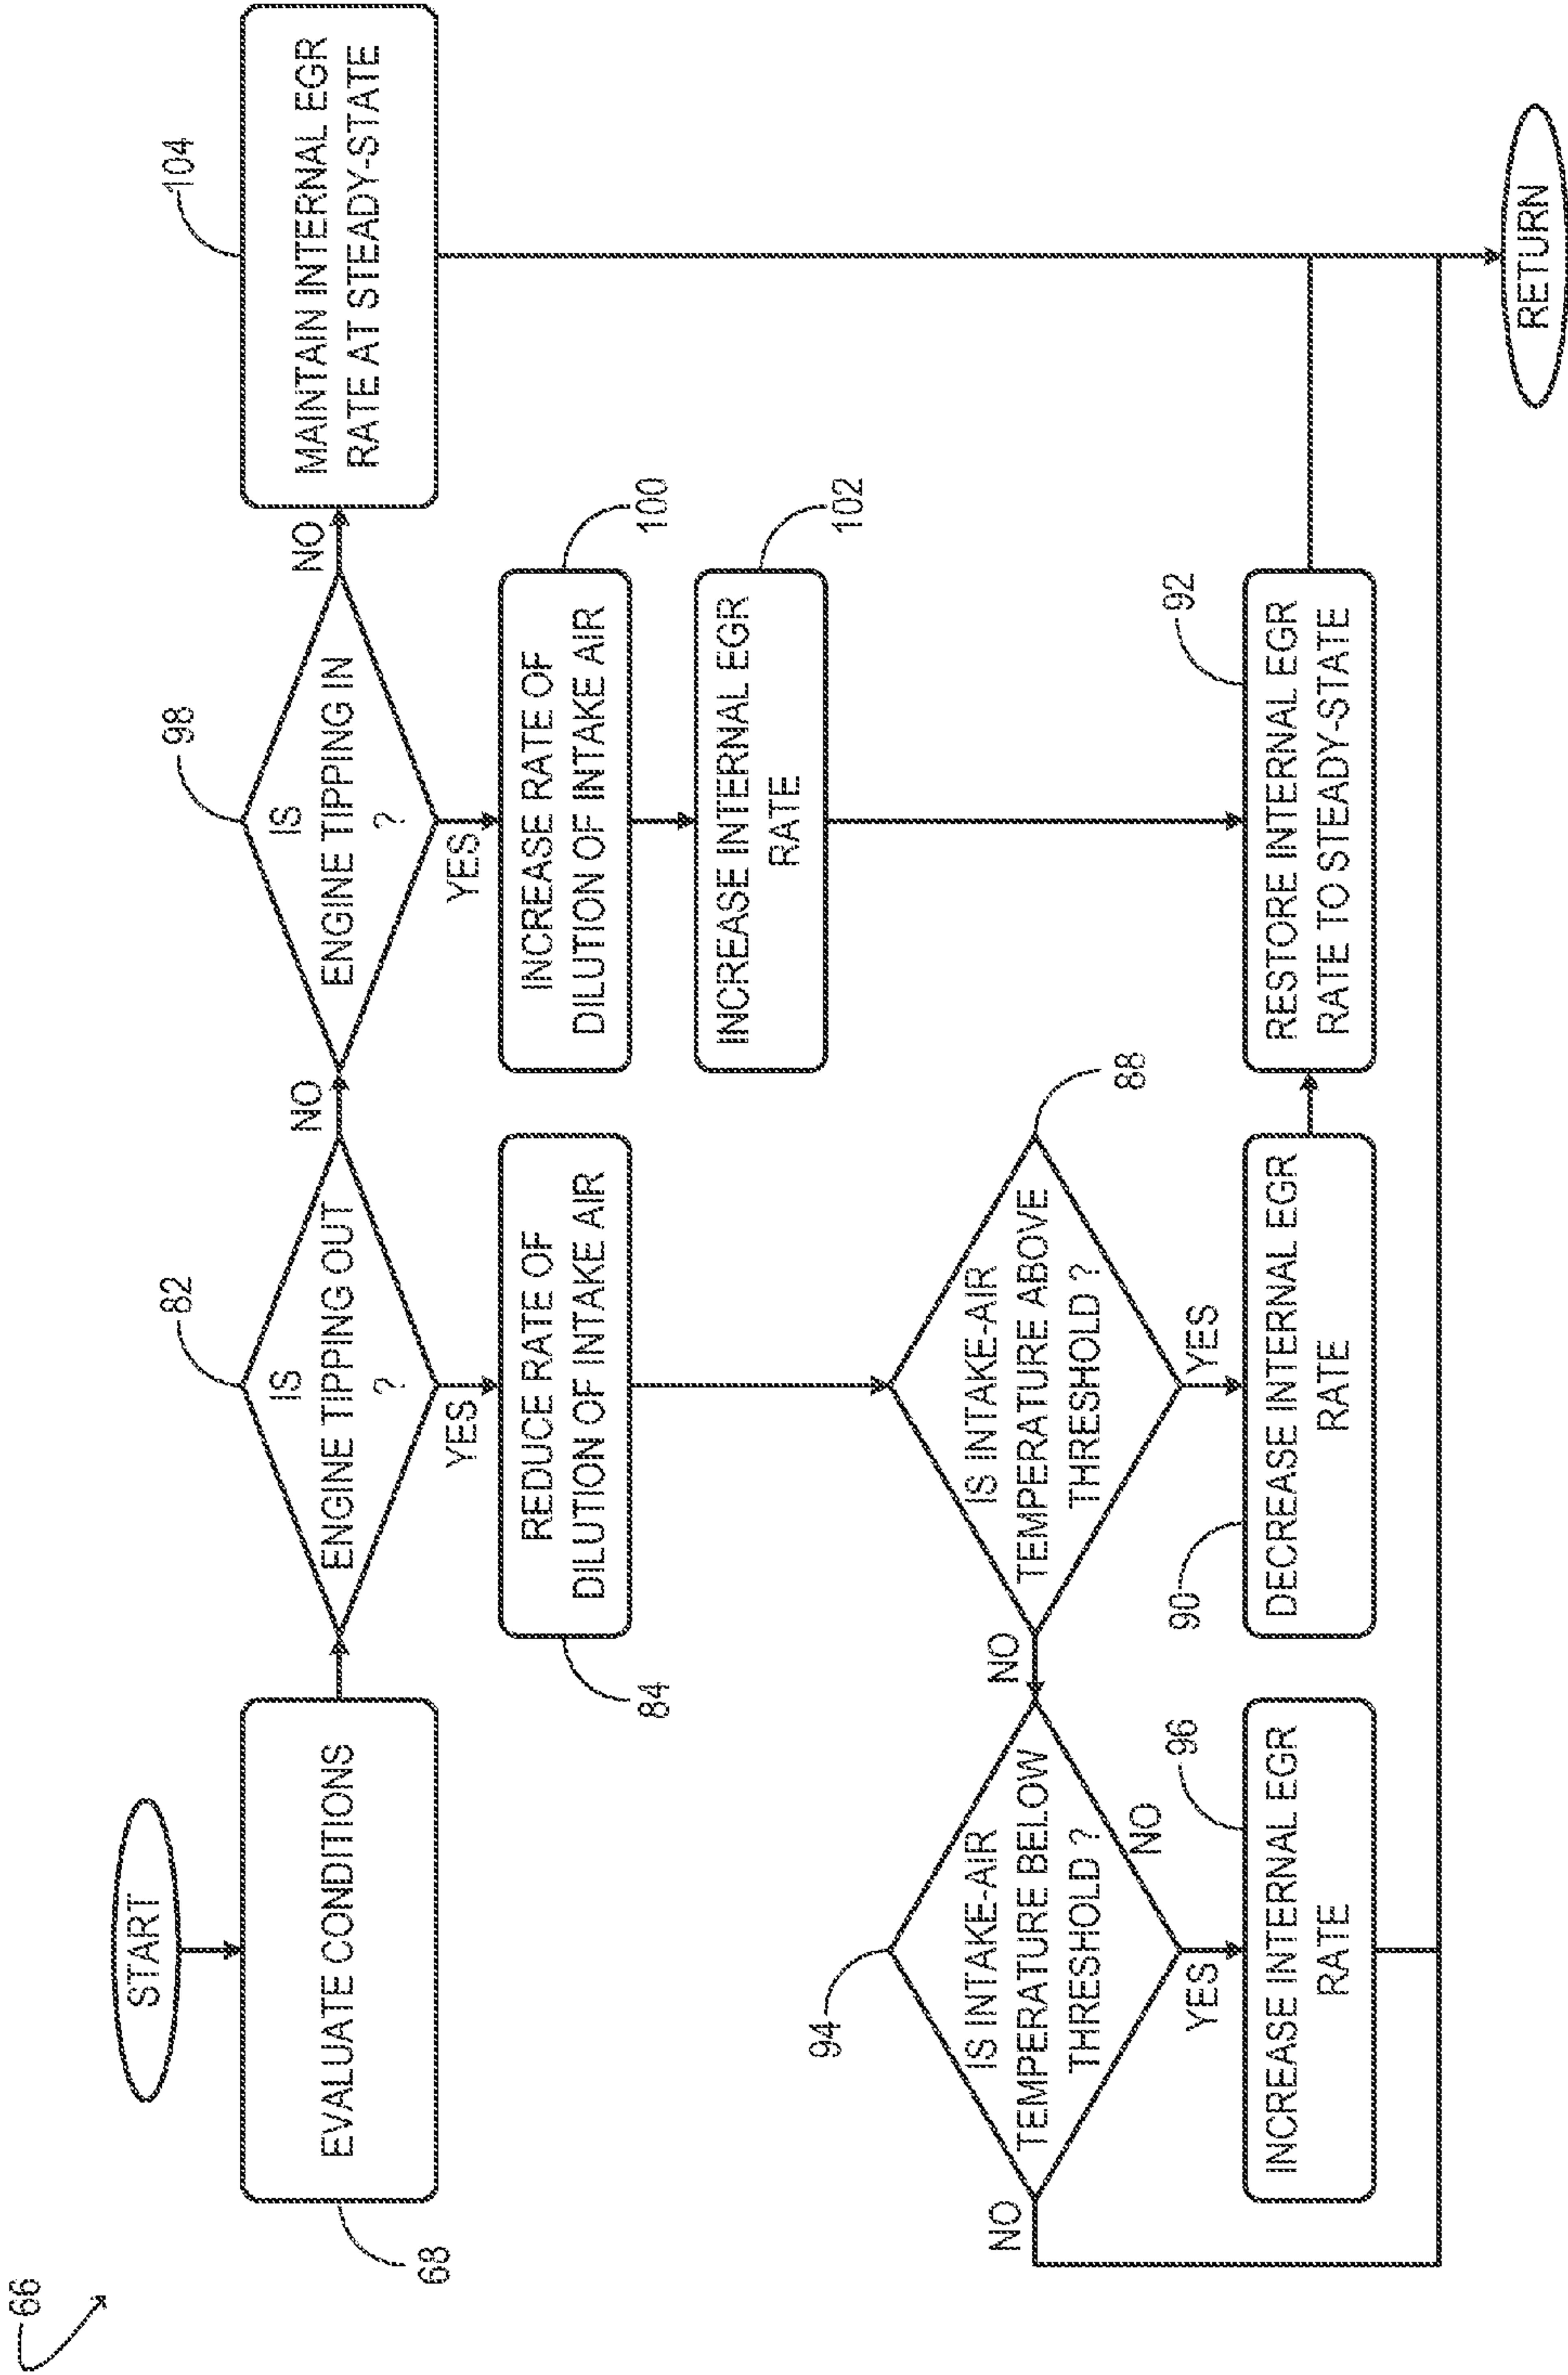 66
START
68
EVALUATE CONDITIONS
82
IS
ENGINE TIPPING OUT
?
NO
YES
98
IS
ENGINE TIPPING IN
?
NO
YES
104
MAINTAIN INTERNAL EGR
RATE AT STEADY-STATE
84
REDUCE RATE OF
DILUTION OF INTAKE AIR
100
INCREASE RATE OF
DILUTION OF INTAKE AIR
102
INCREASE INTERNAL EGR
RATE
94
IS INTAKE-AIR
TEMPERATURE BELOW
THRESHOLD ?
NO
NO
YES
88
IS INTAKE-AIR
TEMPERATURE ABOVE
THRESHOLD ?
NO
YES
96
INCREASE INTERNAL EGR
RATE
90
DECREASE INTERNAL EGR
RATE
92
RESTORE INTERNAL EGR
RATE TO STEADY-STATE
RETURN